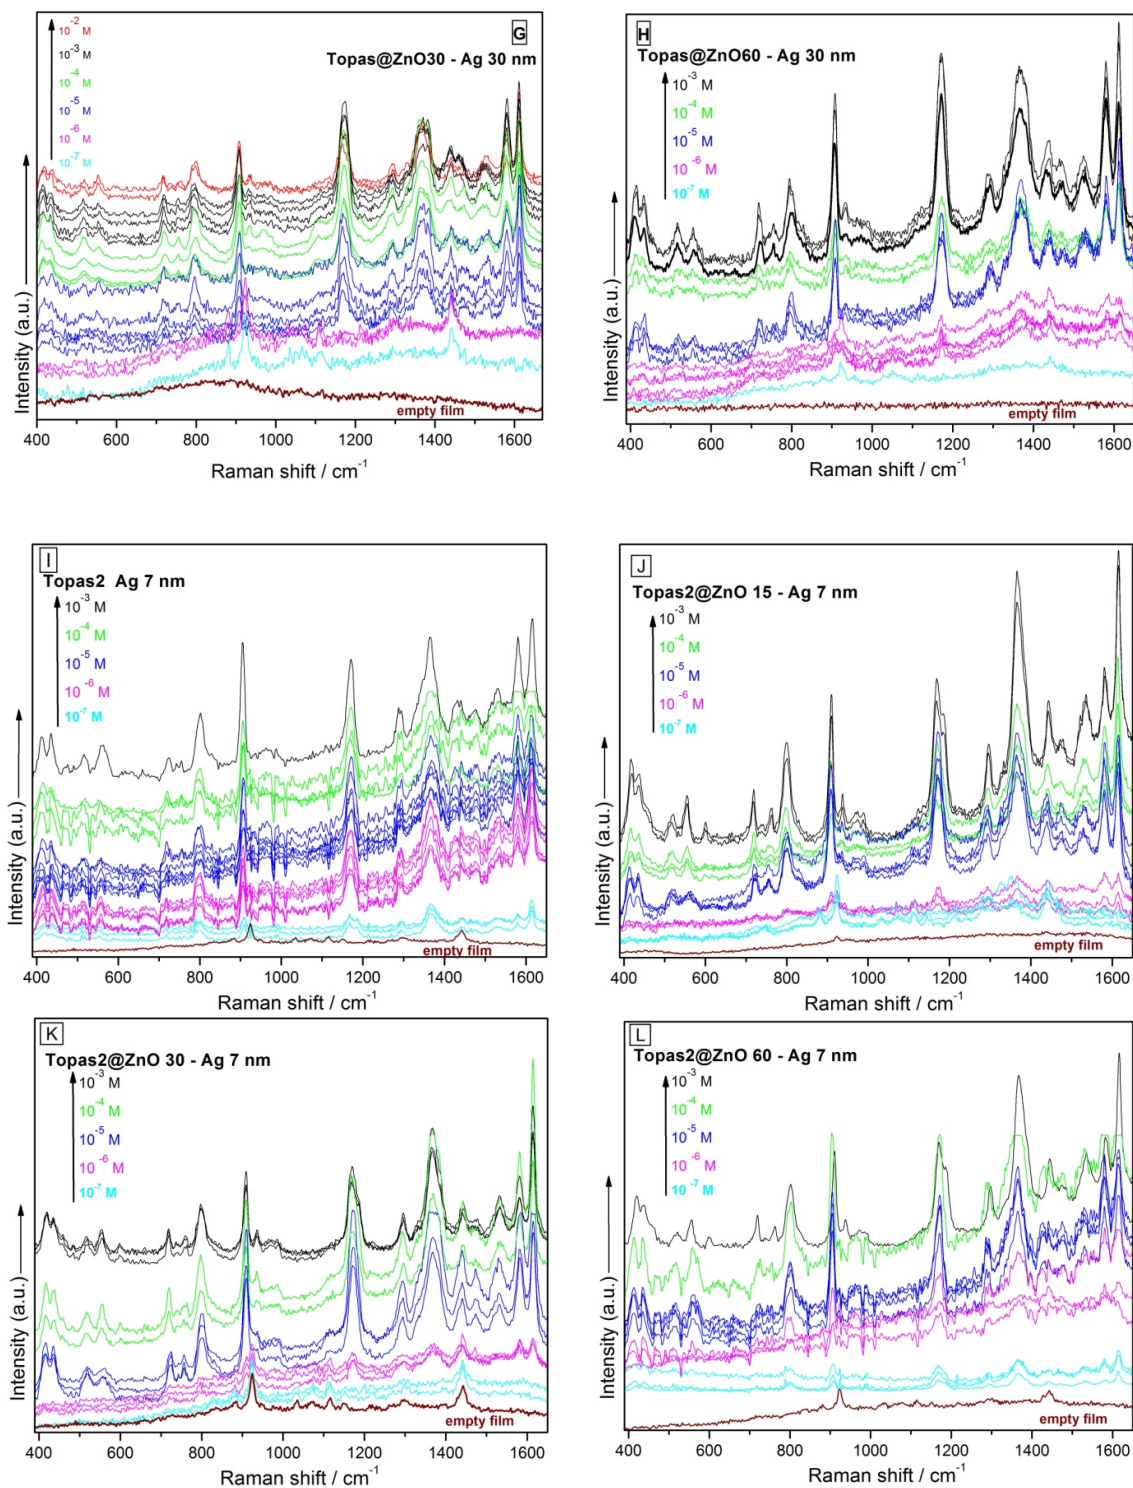 G
Topas@ZnO30 - Ag 30 nm
10⁻² M
10⁻³ M
10⁻⁴ M
10⁻⁵ M
10⁻⁶ M
10⁻⁷ M
Intensity (a.u.)
empty film
400 600 800 1000 1200 1400 1600
Raman shift / cm⁻¹
H
Topas@ZnO60 - Ag 30 nm
10⁻³ M
10⁻⁴ M
10⁻⁵ M
10⁻⁶ M
10⁻⁷ M
Intensity (a.u.)
empty film
400 600 800 1000 1200 1400 1600
Raman shift / cm⁻¹
I
Topas2 Ag 7 nm
10⁻³ M
10⁻⁴ M
10⁻⁵ M
10⁻⁶ M
10⁻⁷ M
Intensity (a.u.)
empty film
400 600 800 1000 1200 1400 1600
Raman shift / cm⁻¹
J
Topas2@ZnO 15 - Ag 7 nm
10⁻³ M
10⁻⁴ M
10⁻⁵ M
10⁻⁶ M
10⁻⁷ M
Intensity (a.u.)
empty film
400 600 800 1000 1200 1400 1600
Raman shift / cm⁻¹
K
Topas2@ZnO 30 - Ag 7 nm
10⁻³ M
10⁻⁴ M
10⁻⁵ M
10⁻⁶ M
10⁻⁷ M
Intensity (a.u.)
empty film
400 600 800 1000 1200 1400 1600
Raman shift / cm⁻¹
L
Topas2@ZnO 60 - Ag 7 nm
10⁻³ M
10⁻⁴ M
10⁻⁵ M
10⁻⁶ M
10⁻⁷ M
Intensity (a.u.)
empty film
400 600 800 1000 1200 1400 1600
Raman shift / cm⁻¹